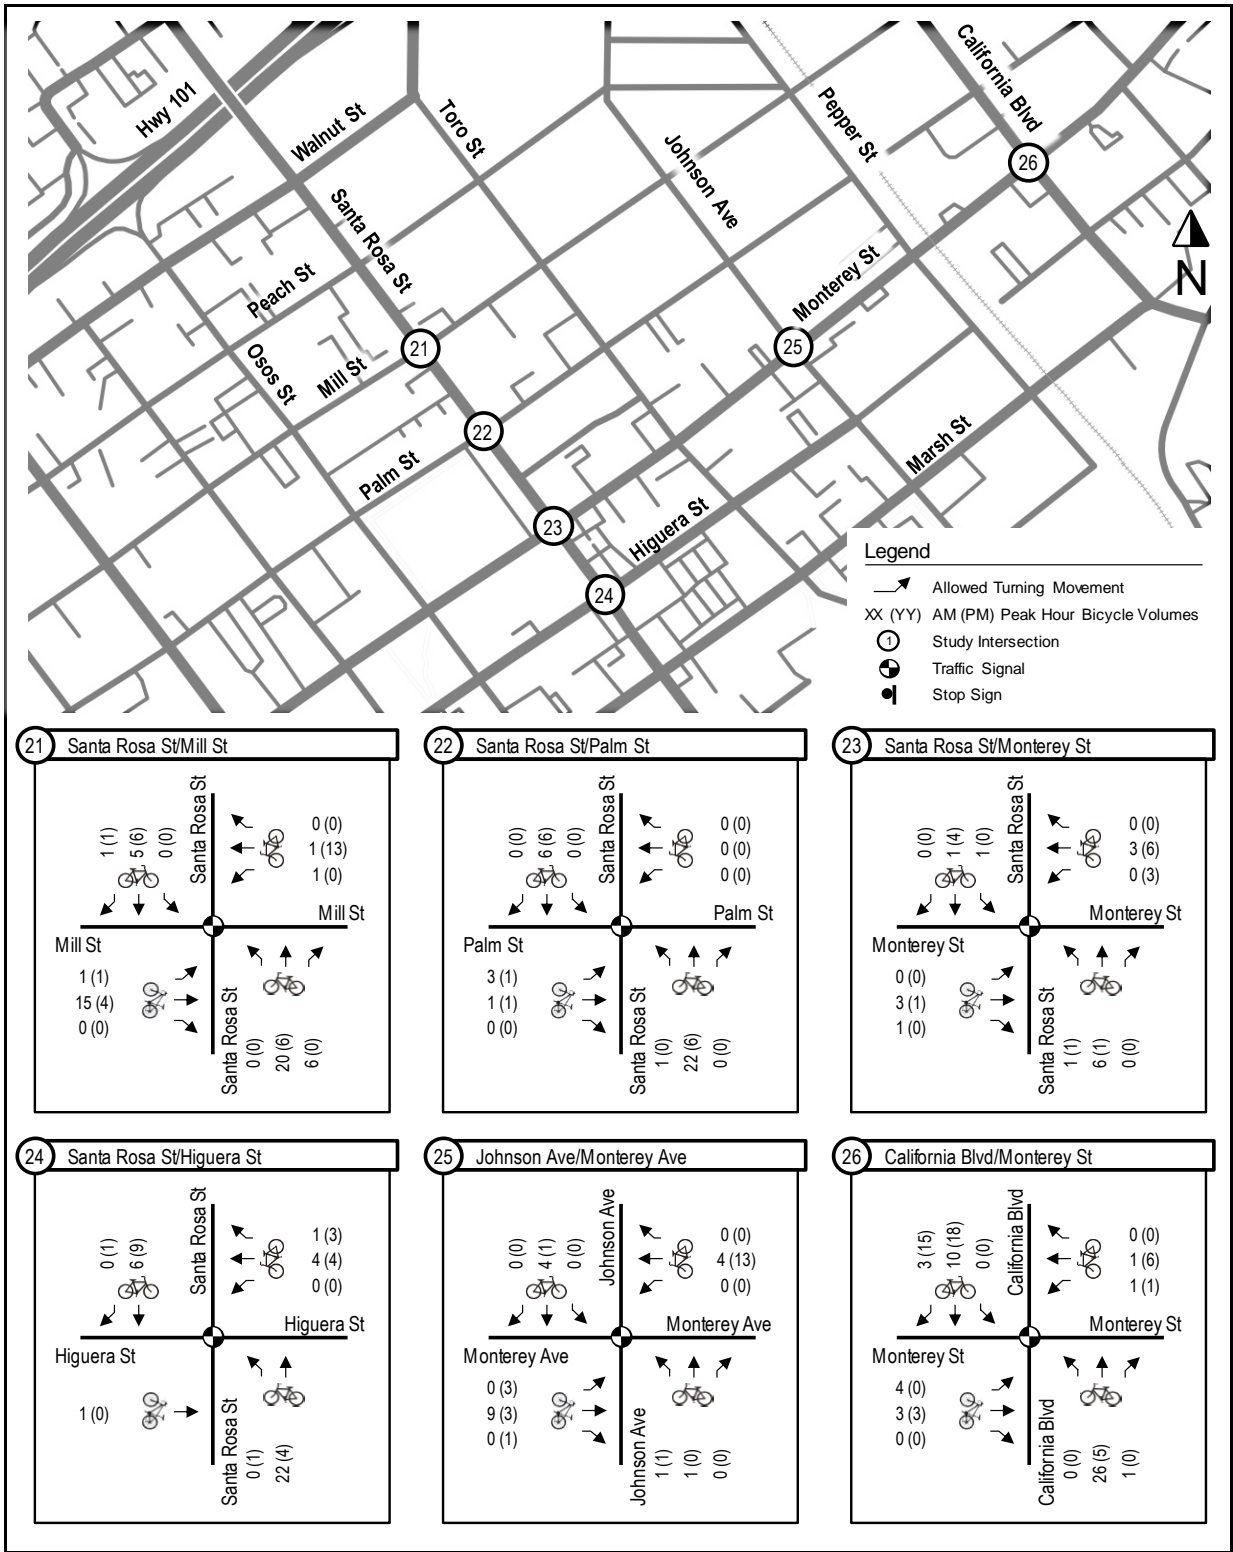 California Blvd
Hwy 101
Walnut St
Toro St
Pepper St
Johnson Ave
26
Santa Rosa St
N
Peach St
Monterey St
21
25
Osos St
Mill St
22
Palm St
Marsh St
23
Higuera St
24
Legend
Allowed Turning Movement
XX (YY) AM (PM) Peak Hour Bicycle Volumes
1 Study Intersection
Traffic Signal
Stop Sign
21 Santa Rosa St/Mill St
Santa Rosa St
1 (1)
5 (6)
0 (0)
0 (0)
1 (13)
1 (0)
Mill St
Mill St
1 (1)
15 (4)
0 (0)
Santa Rosa St
0 (0)
20 (6)
6 (0)
22 Santa Rosa St/Palm St
Santa Rosa St
0 (0)
6 (6)
0 (0)
0 (0)
0 (0)
0 (0)
Palm St
Palm St
3 (1)
1 (1)
0 (0)
Santa Rosa St
1 (0)
22 (6)
0 (0)
23 Santa Rosa St/Monterey St
Santa Rosa St
0 (0)
1 (4)
1 (0)
0 (0)
3 (6)
0 (3)
Monterey St
Monterey St
0 (0)
3 (1)
1 (0)
Santa Rosa St
1 (1)
6 (1)
0 (0)
24 Santa Rosa St/Higuera St
Santa Rosa St
0 (1)
6 (9)
1 (3)
4 (4)
0 (0)
Higuera St
Higuera St
1 (0)
Santa Rosa St
0 (1)
22 (4)
25 Johnson Ave/Monterey Ave
Johnson Ave
0 (0)
4 (1)
0 (0)
0 (0)
4 (13)
0 (0)
Monterey Ave
Monterey Ave
0 (3)
9 (3)
0 (1)
Johnson Ave
1 (1)
1 (0)
0 (0)
26 California Blvd/Monterey St
California Blvd
3 (15)
10 (18)
0 (0)
0 (0)
1 (6)
1 (1)
Monterey St
Monterey St
4 (0)
3 (3)
0 (0)
California Blvd
0 (0)
26 (5)
1 (0)